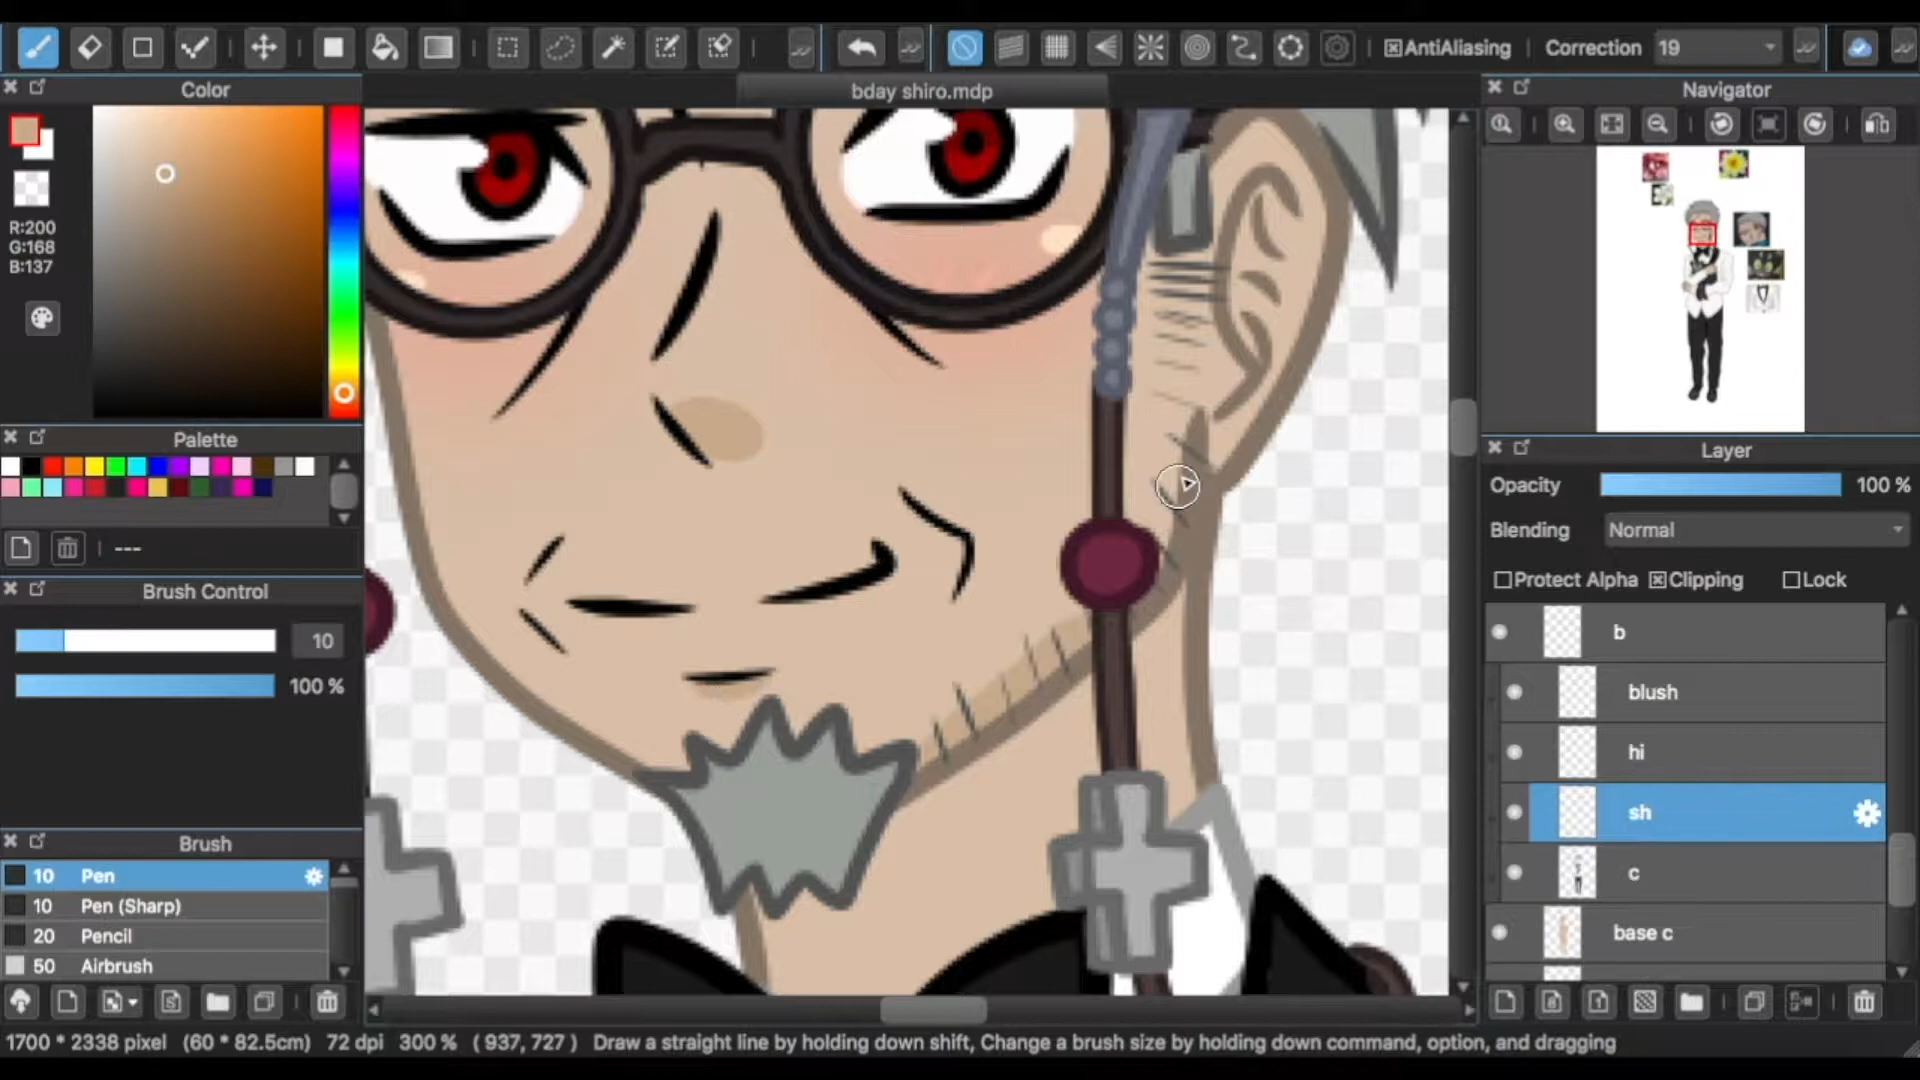 AntiAliasing Correction 19
Color
bday shiro.mdp
Navigator
R:200
G:168
B:137
Palette
---
Brush Control
10
100 %
Brush
10 Pen
10 Pen (Sharp)
20 Pencil
50 Airbrush
Layer
Opacity 100 %
Blending Normal
Protect Alpha Clipping Lock
b
blush
hi
sh
c
base c
1700 * 2338 pixel (60 * 82.5cm) 72 dpi 300 % ( 937, 727 ) Draw a straight line by holding down shift, Change a brush size by holding down command, option, and dragging